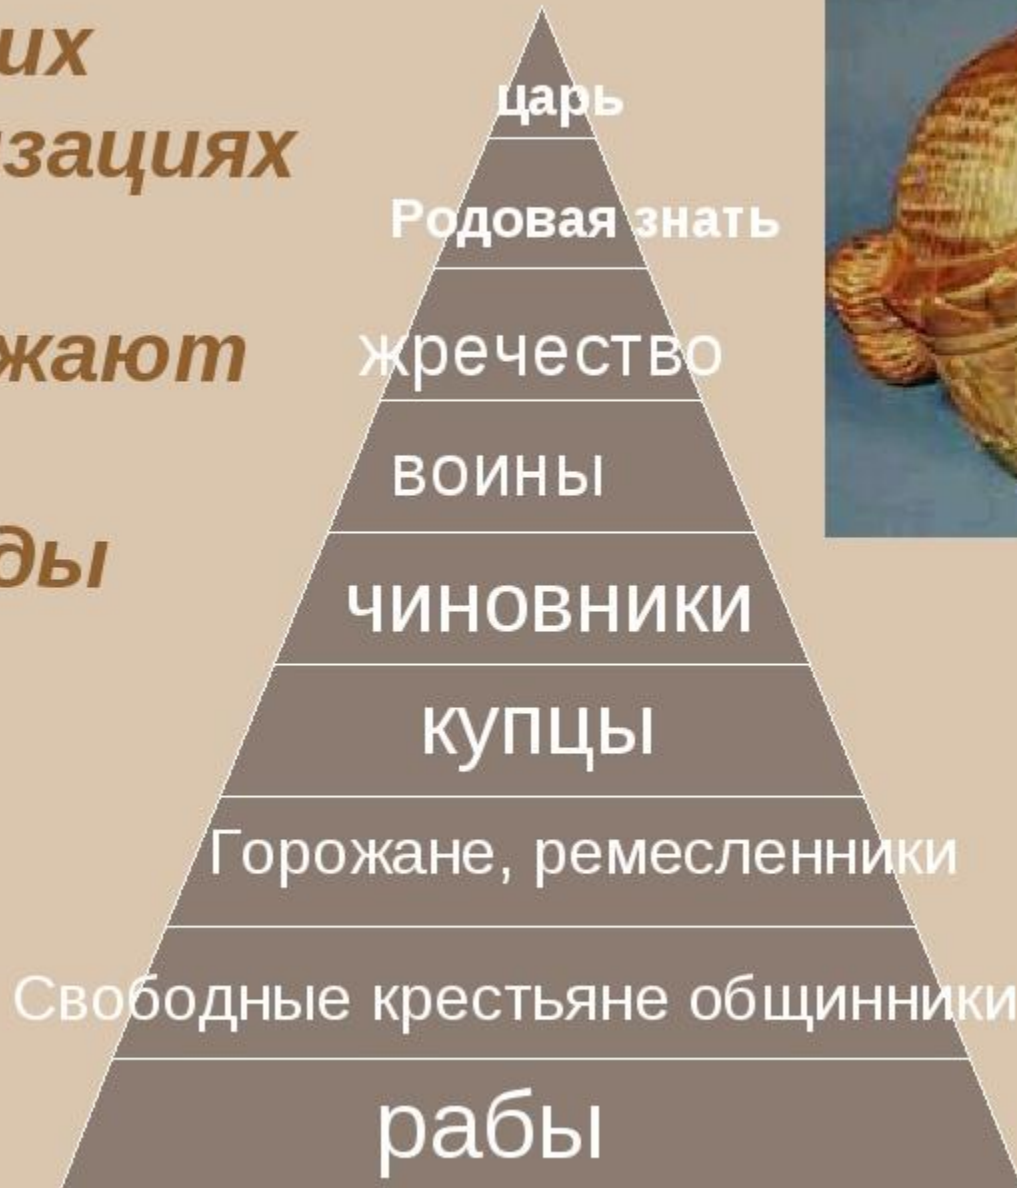 их
зациях
жают
ды
царь
Родовая знать
жречество
воины
чиновники
купцы
Горожане, ремесленники
Свободные крестьяне общинники
рабы